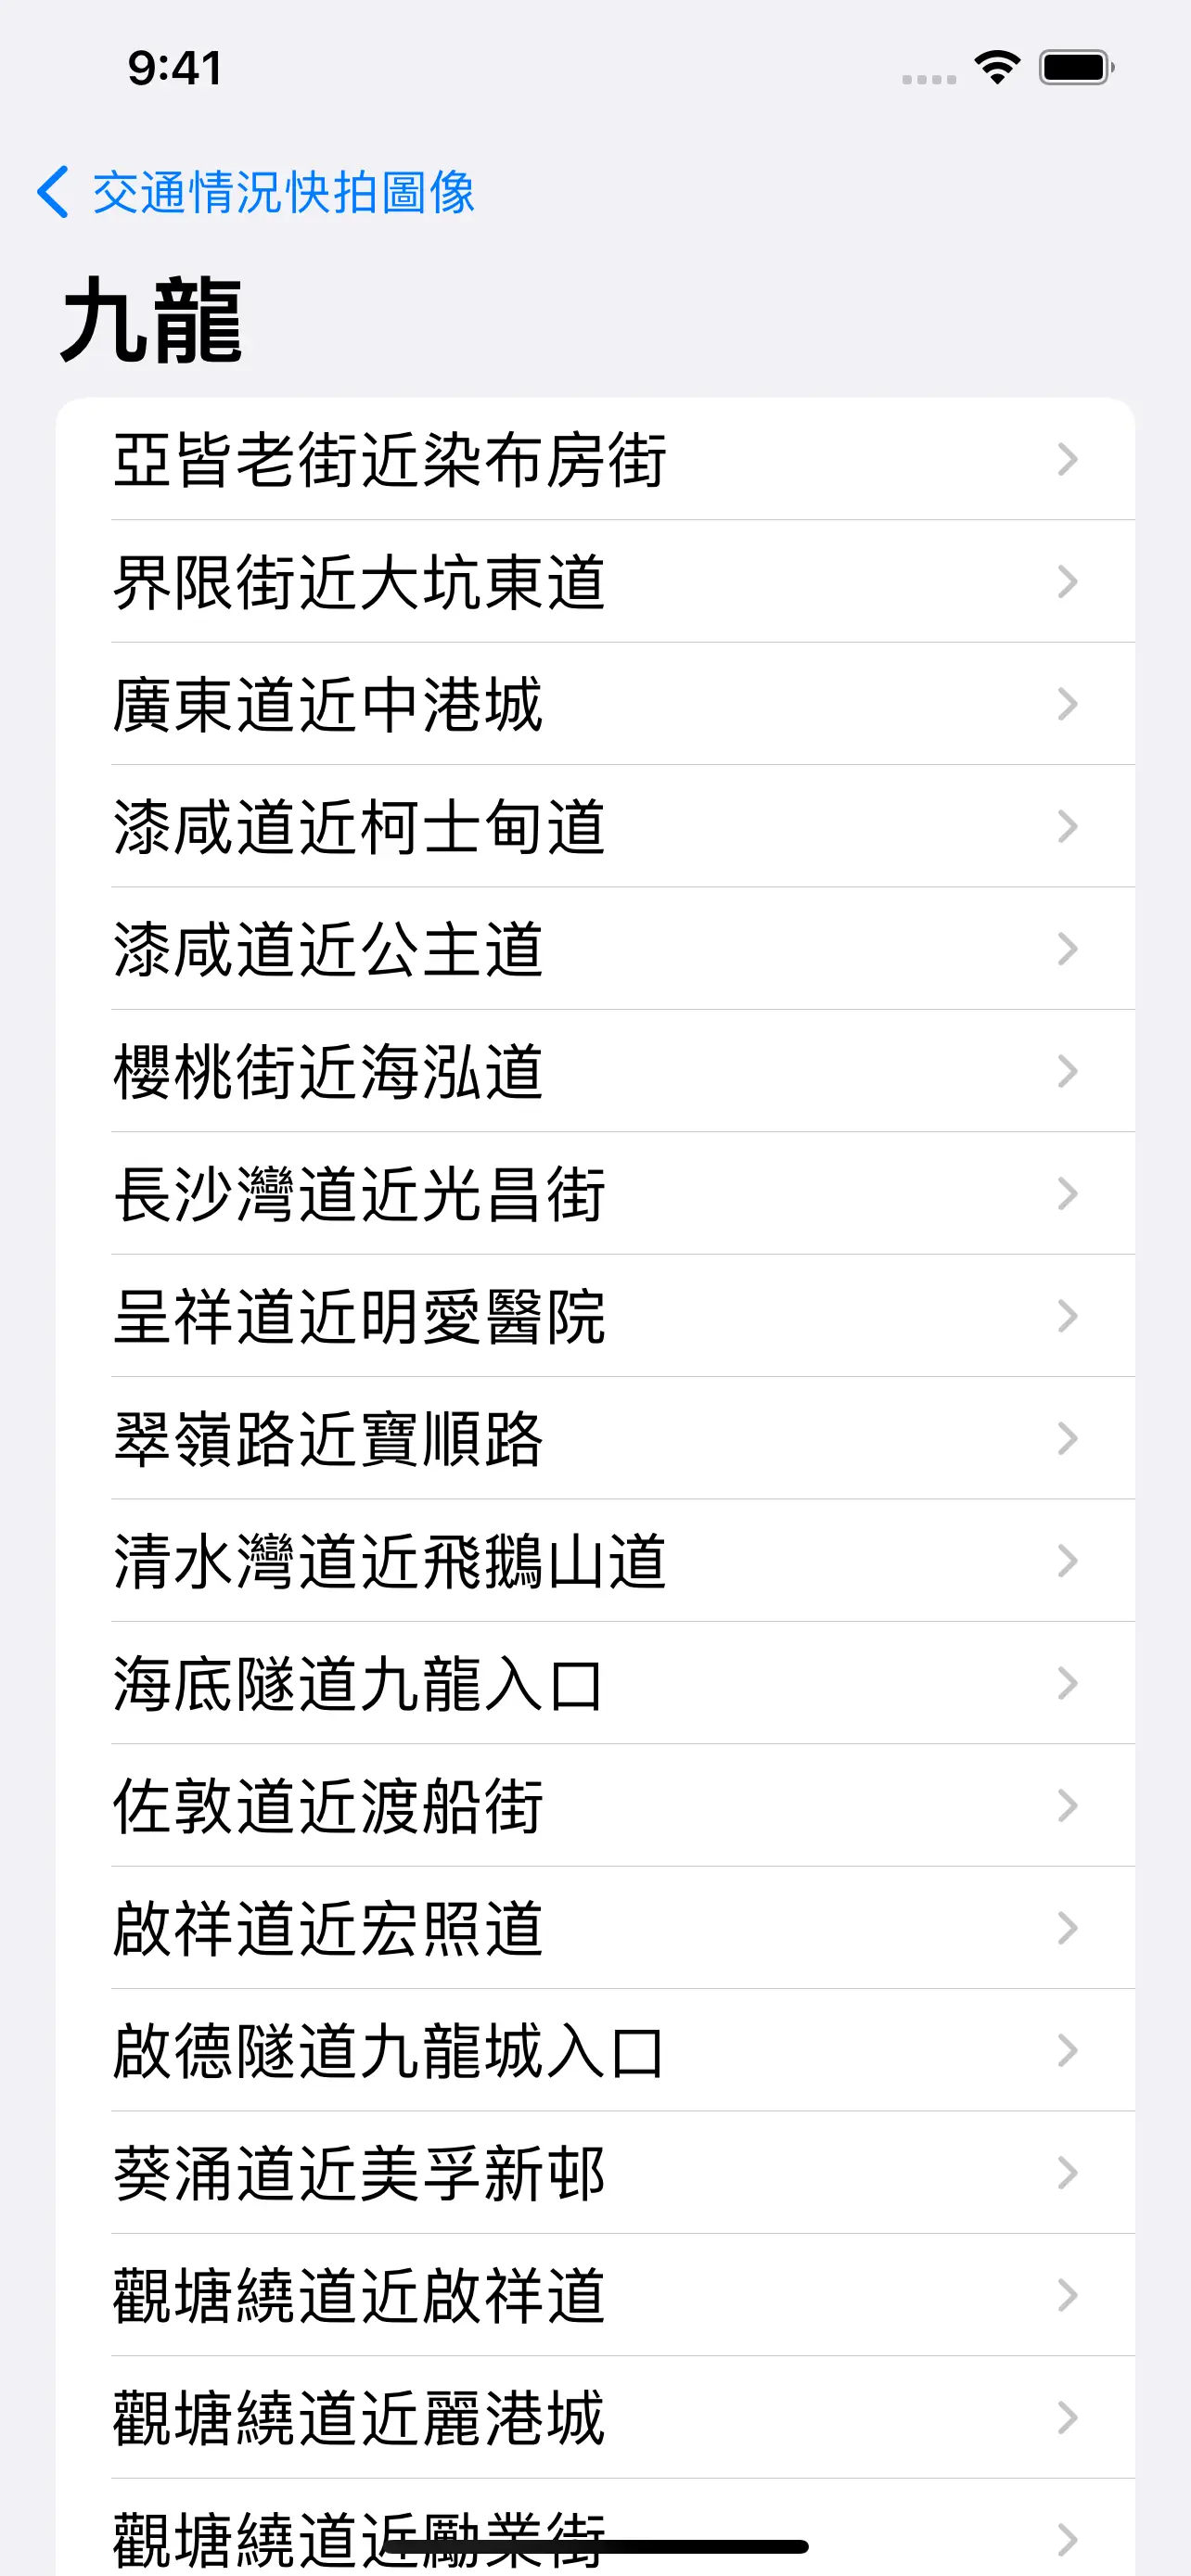 9:41
交通情況快拍圖像
九龍
亞皆老街近染布房街
界限街近大坑東道
廣東道近中港城
漆咸道近柯士甸道
漆咸道近公主道
櫻桃街近海泓道
長沙灣道近光昌街
呈祥道近明愛醫院
翠嶺路近寶順路
清水灣道近飛鵝山道
海底隧道九龍入口
佐敦道近渡船街
啟祥道近宏照道
啟德隧道九龍城入口
葵涌道近美孚新邨
觀塘繞道近啟祥道
觀塘繞道近麗港城
觀塘繞道近勵業街